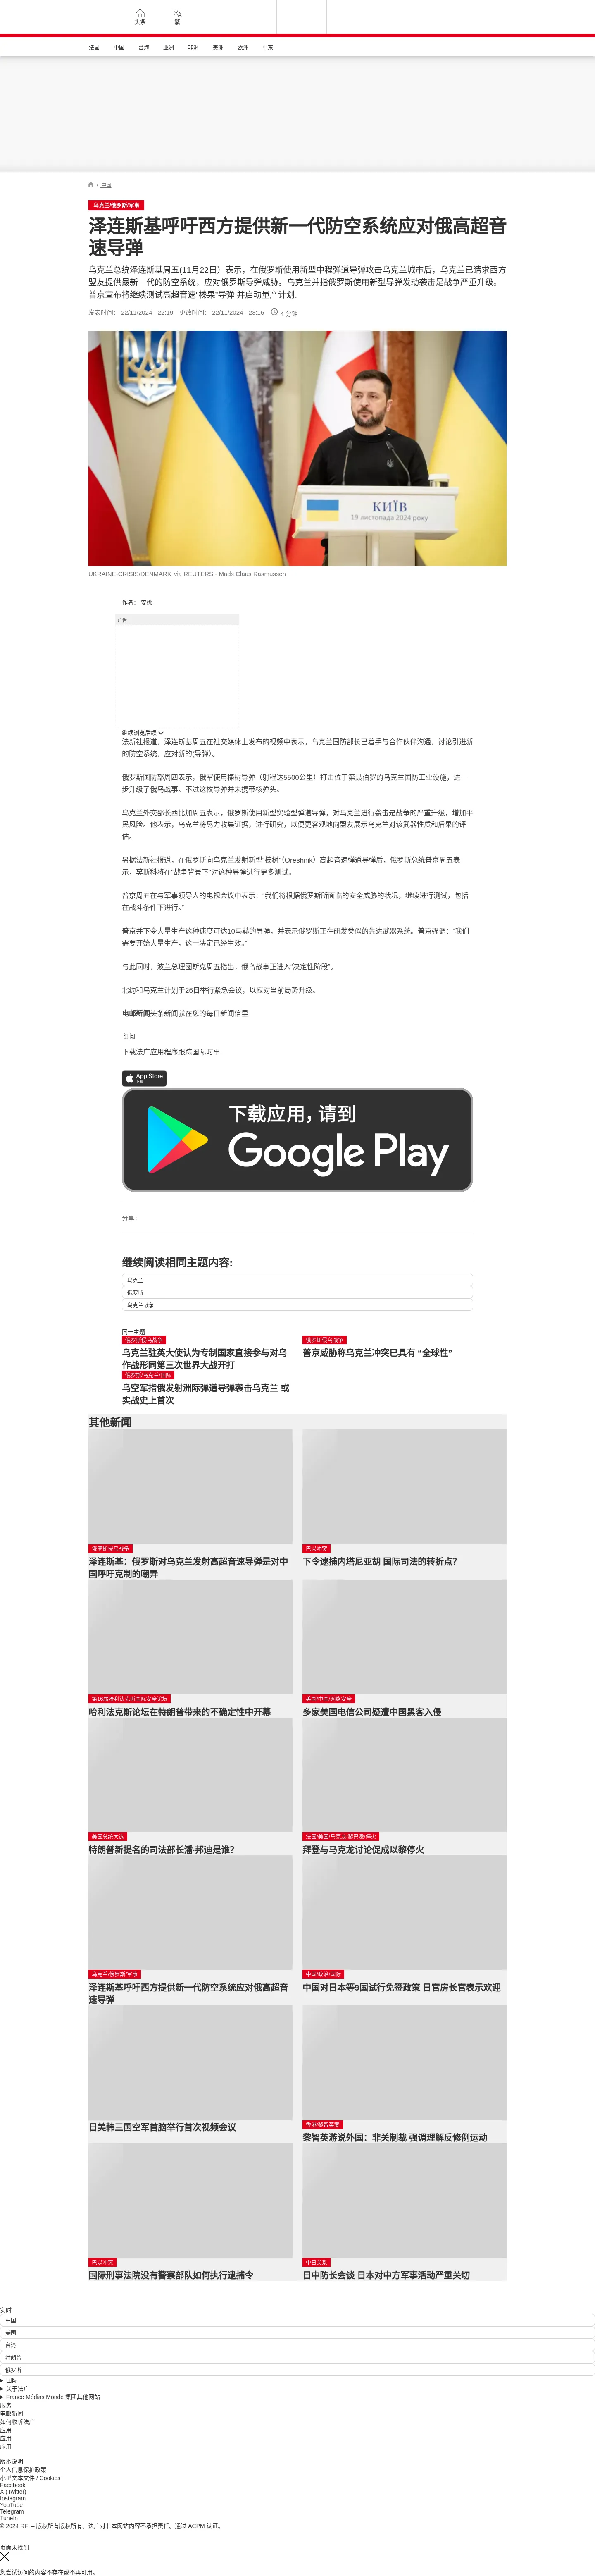 头条
繁
法国
中国
台海
亚洲
非洲
美洲
欧洲
中东
/ 中国
乌克兰/俄罗斯/军事
泽连斯基呼吁西方提供新一代防空系统应对俄高超音
速导弹
乌克兰总统泽连斯基周五(11月22日）表示，在俄罗斯使用新型中程弹道导弹攻击乌克兰城市后，乌克兰已请求西方
盟友提供最新一代的防空系统，应对俄罗斯导弹威胁。乌克兰并指俄罗斯使用新型导弹发动袭击是战争严重升级。
普京宣布将继续测试高超音速“榛果”导弹 并启动量产计划。
发表时间： 22/11/2024 - 22:19 更改时间： 22/11/2024 - 23:16 4 分钟
КИЇВ
19 листопада 2024 року
UKRAINE-CRISIS/DENMARK via REUTERS - Mads Claus Rasmussen
作者： 安娜
广告
继续浏览后续
法新社报道，泽连斯基周五在社交媒体上发布的视频中表示，乌克兰国防部长已着手与合作伙伴沟通，讨论引进新
的防空系统，应对新的(导弹）。
俄罗斯国防部周四表示，俄军使用榛树导弹（射程达5500公里）打击位于第聂伯罗的乌克兰国防工业设施，进一
步升级了俄乌战事。不过这枚导弹并未携带核弹头。
乌克兰外交部长西比加周五表示，俄罗斯使用新型实验型弹道导弹，对乌克兰进行袭击是战争的严重升级，增加平
民风险。他表示，乌克兰将尽力收集证据，进行研究，以便更客观地向盟友展示乌克兰对该武器性质和后果的评
估。
另据法新社报道，在俄罗斯向乌克兰发射新型“榛树”（Oreshnik）高超音速弹道导弹后，俄罗斯总统普京周五表
示，莫斯科将在"战争背景下"对这种导弹进行更多测试。
普京周五在与军事领导人的电视会议中表示：“我们将根据俄罗斯所面临的安全威胁的状况，继续进行测试，包括
在战斗条件下进行。”
普京并下令大量生产这种速度可达10马赫的导弹，并表示俄罗斯正在研发类似的先进武器系统。普京强调：“我们
需要开始大量生产，这一决定已经生效。”
与此同时，波兰总理图斯克周五指出，俄乌战事正进入“决定性阶段”。
北约和乌克兰计划于26日举行紧急会议，以应对当前局势升级。
电邮新闻头条新闻就在您的每日新闻信里
订阅
下载法广应用程序跟踪国际时事
App Store
下载
下载应用，请到
Google Play
分享 :
继续阅读相同主题内容:
乌克兰
俄罗斯
乌克兰战争
同一主题
俄罗斯侵乌战争
乌克兰驻英大使认为专制国家直接参与对乌
作战形同第三次世界大战开打
俄罗斯侵乌战争
普京威胁称乌克兰冲突已具有 “全球性”
俄罗斯/乌克兰/国际
乌空军指俄发射洲际弹道导弹袭击乌克兰 或
实战史上首次
其他新闻
俄罗斯侵乌战争
泽连斯基：俄罗斯对乌克兰发射高超音速导弹是对中
国呼吁克制的嘲弄
巴以冲突
下令逮捕内塔尼亚胡 国际司法的转折点？
第16届哈利法克斯国际安全论坛
哈利法克斯论坛在特朗普带来的不确定性中开幕
美国/中国/网络安全
多家美国电信公司疑遭中国黑客入侵
美国总统大选
特朗普新提名的司法部长潘·邦迪是谁？
法国/美国/马克龙/黎巴嫩/停火
拜登与马克龙讨论促成以黎停火
乌克兰/俄罗斯/军事
泽连斯基呼吁西方提供新一代防空系统应对俄高超音
速导弹
中国/政治/国际
中国对日本等9国试行免签政策 日官房长官表示欢迎
日美韩三国空军首脑举行首次视频会议
香港/黎智英案
黎智英游说外国：非关制裁 强调理解反修例运动
巴以冲突
国际刑事法院没有警察部队如何执行逮捕令
中日关系
日中防长会谈 日本对中方军事活动严重关切
实时
中国
美国
台湾
特朗普
俄罗斯
国际
关于法广
France Médias Monde 集团其他网站
服务
电邮新闻
如何收听法广
应用
应用
应用
版本说明
个人信息保护政策
小型文本文件 / Cookies
Facebook
X (Twitter)
Instagram
YouTube
Telegram
TuneIn
© 2024 RFI – 版权所有版权所有。法广对非本网站内容不承担责任。通过 ACPM 认证。
页面未找到
您尝试访问的内容不存在或不再可用。